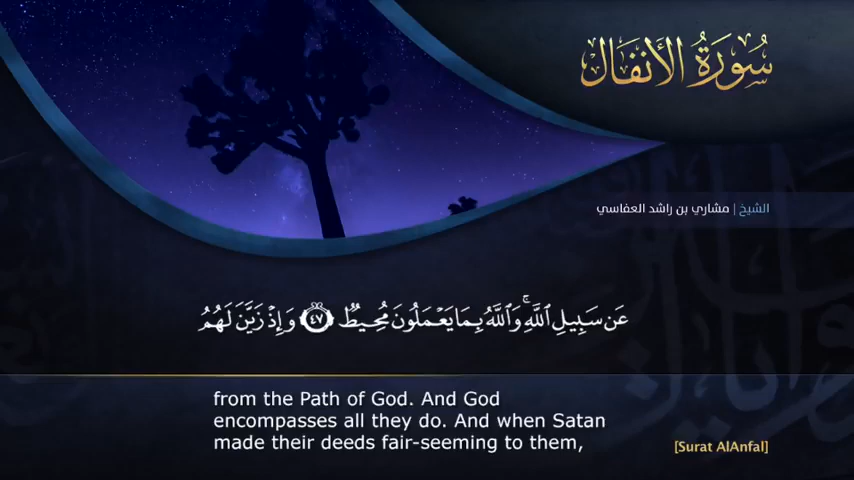 سُورَةُ الأَنفَال
الشيخ | مشاري بن راشد العفاسي
عَن سَبِيلِ ٱللَّهِ ۚ وَٱللَّهُ بِمَا يَعۡمَلُونَ مُحِيطٌ ٤٧ وَإِذۡ زَيَّنَ لَهُمُ
from the Path of God. And God
encompasses all they do. And when Satan
made their deeds fair-seeming to them,
[Surat AlAnfal]